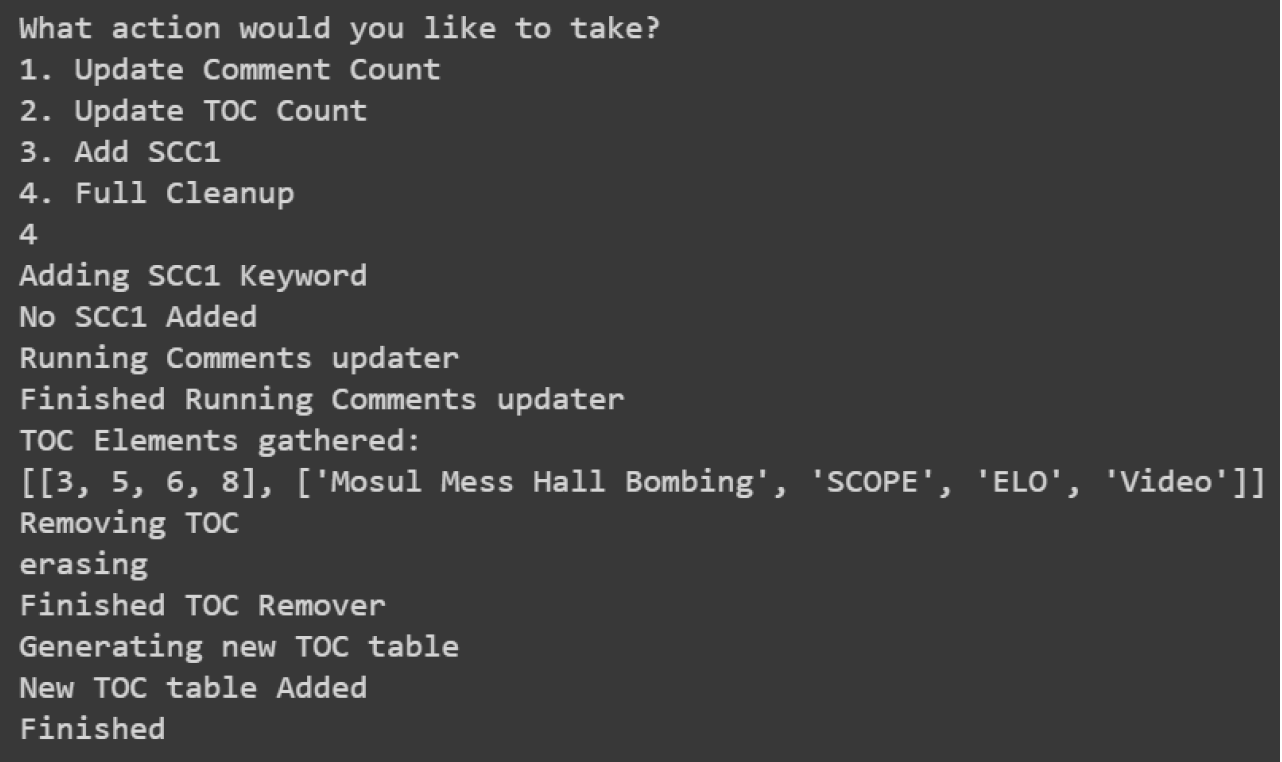 What action would you like to take?
1. Update Comment Count
2. Update TOC Count
3. Add SCC1
4. Full Cleanup
4
Adding SCC1 Keyword
No SCC1 Added
Running Comments updater
Finished Running Comments updater
TOC Elements gathered:
[[3, 5, 6, 8], ['Mosul Mess Hall Bombing', 'SCOPE', 'ELO', 'Video']]
Removing TOC
erasing
Finished TOC Remover
Generating new TOC table
New TOC table Added
Finished